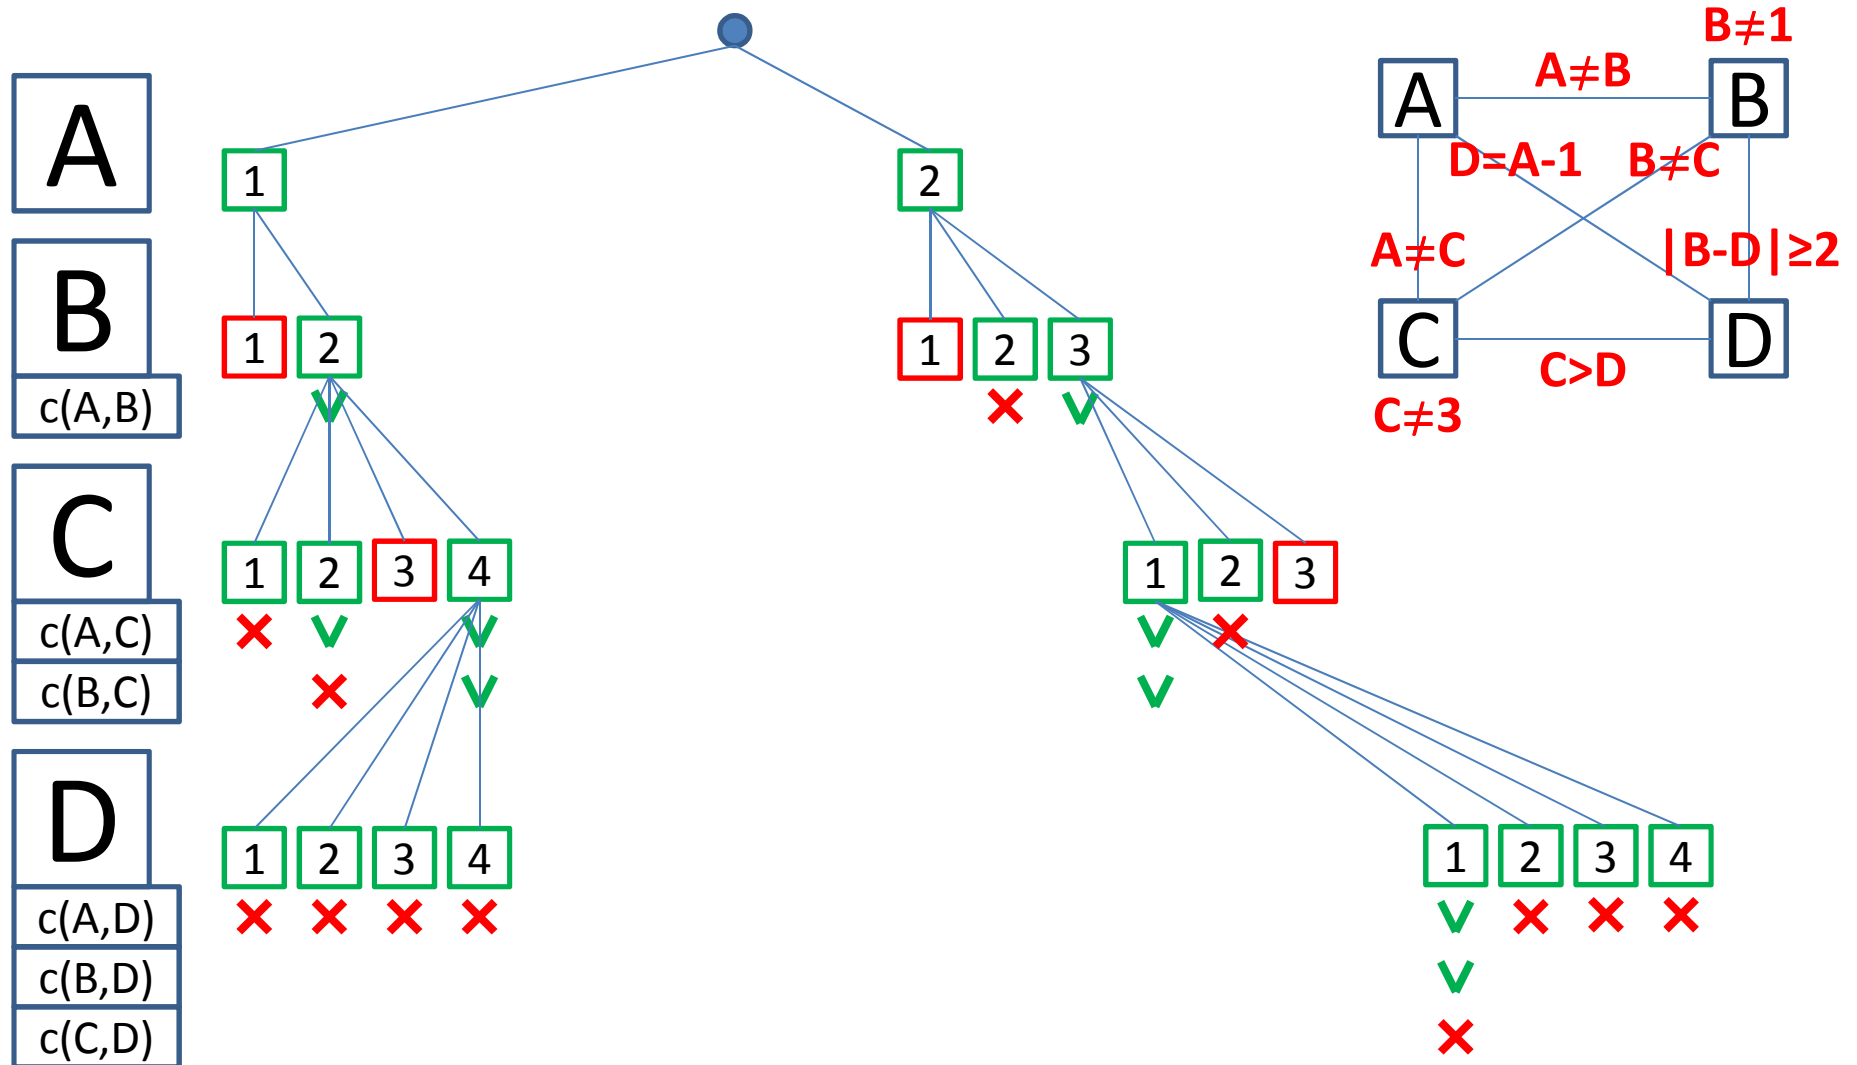 B≠1
A≠B
A
A
B
D=A-1
B≠C
1
2
A≠C
|B-D|≥2
B
1
2
1
2
3
C
D
C>D
c(A,B)
C≠3
C
1
2
3
4
1
2
3
c(A,C)
c(B,C)
D
1
2
3
4
1
2
3
4
c(A,D)
c(B,D)
c(C,D)